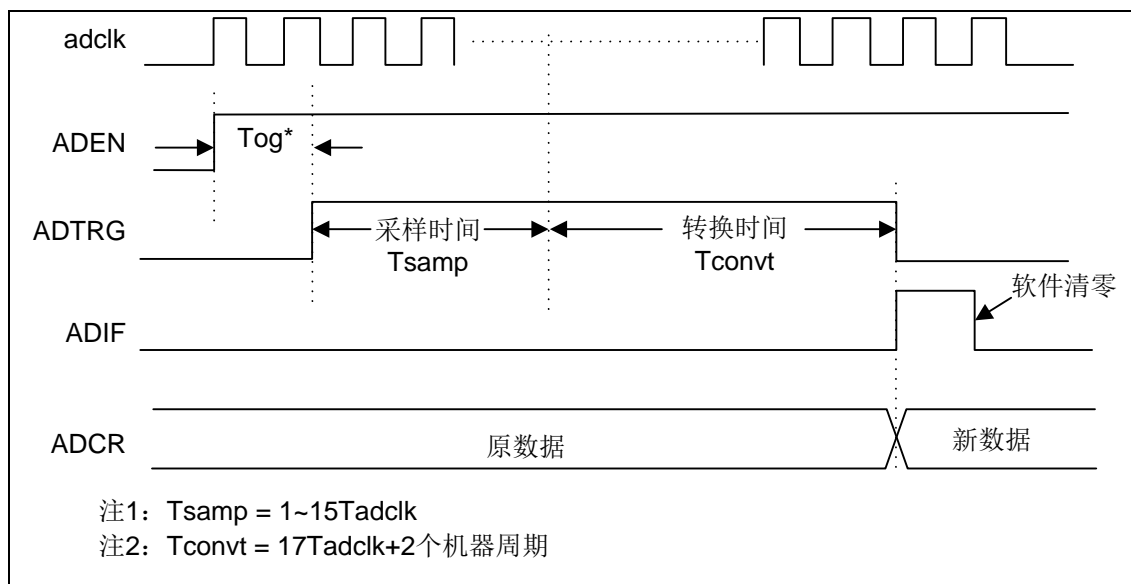 adclk
ADEN
Tog*
ADTRG
采样时间
Tsamp
转换时间
Tconvt
软件清零
ADIF
ADCR
原数据
新数据
注1：Tsamp = 1~15Tadclk
注2：Tconvt = 17Tadclk+2个机器周期